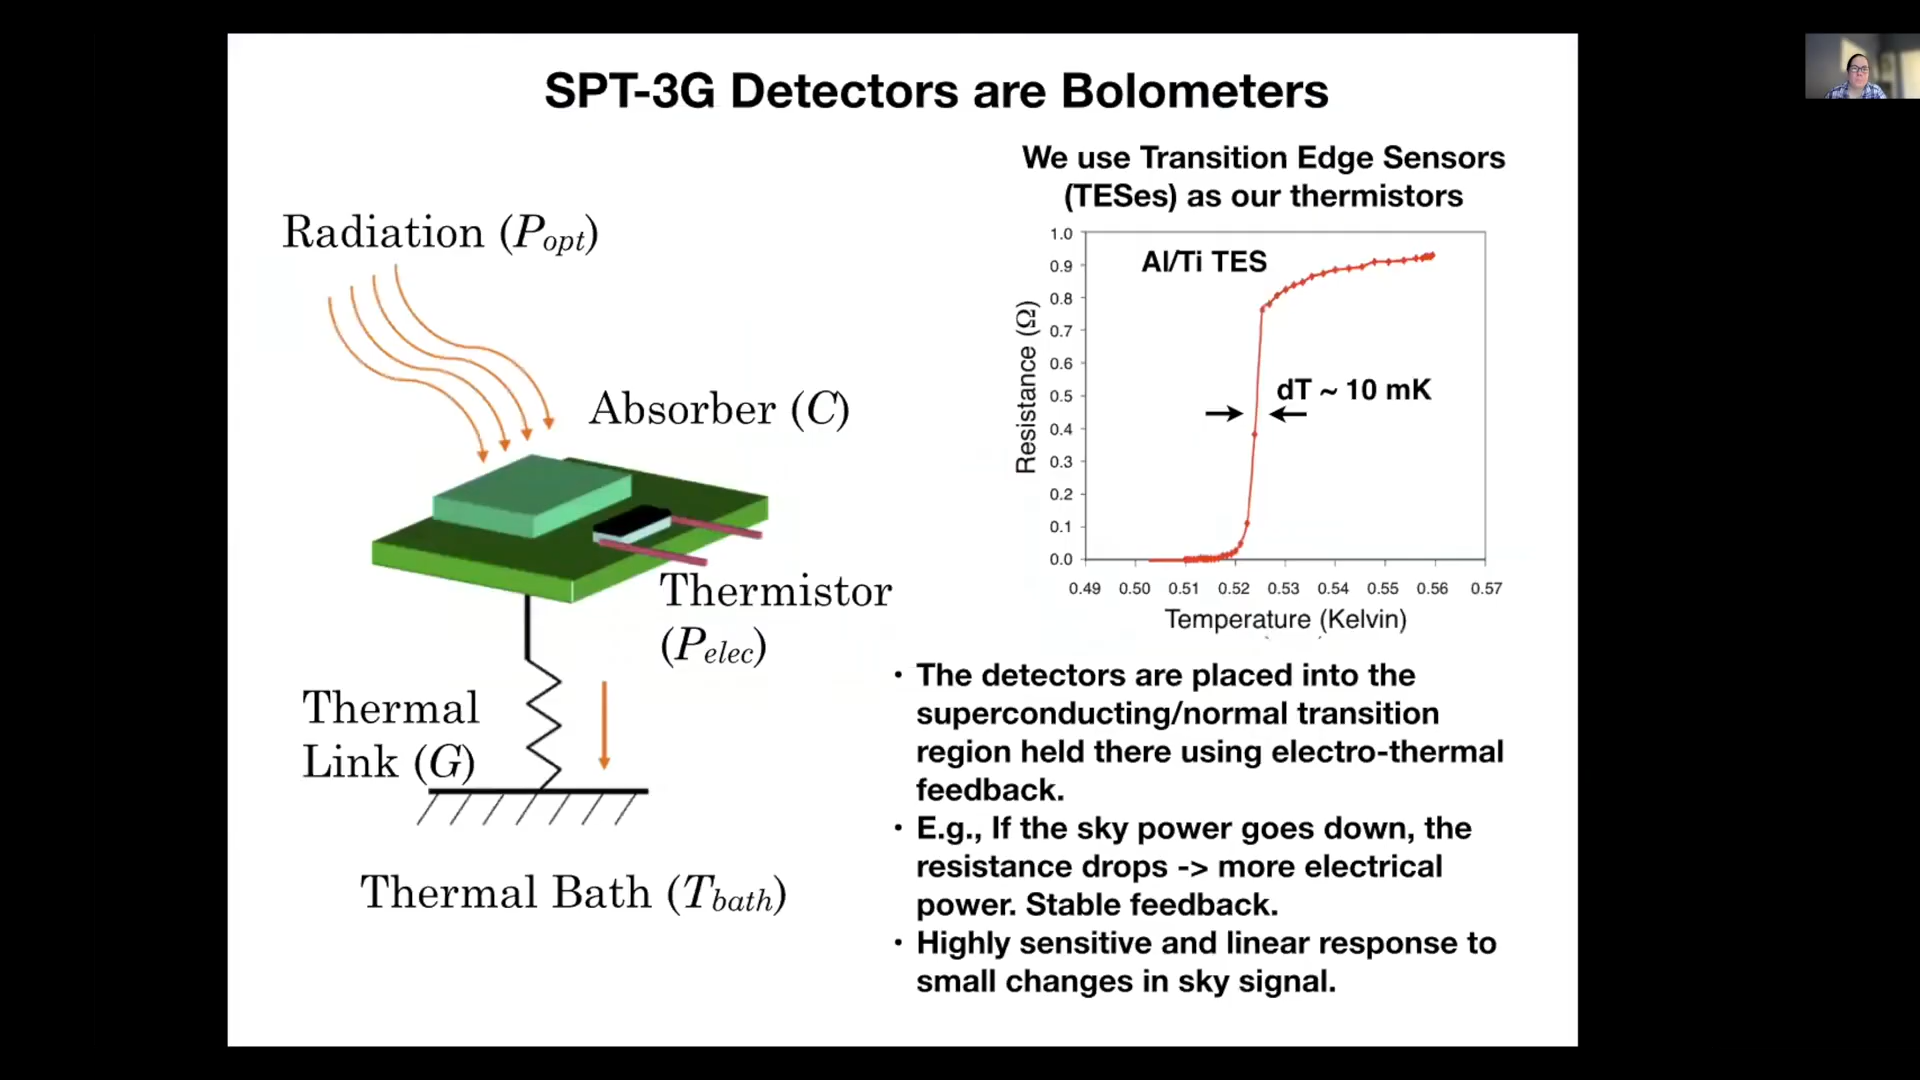 SPT-3G Detectors are Bolometers
Radiation (Popt)
Absorber (C)
Thermistor
(Pelec)
Thermal
Link (G)
Thermal Bath (Tbath)
We use Transition Edge Sensors
(TESes) as our thermistors
Al/Ti TES
dT ~ 10 mK
Resistance (Ω)
1.0
0.9
0.8
0.7
0.6
0.5
0.4
0.3
0.2
0.1
0.0
0.49 0.50 0.51 0.52 0.53 0.54 0.55 0.56 0.57
Temperature (Kelvin)
• The detectors are placed into the
superconducting/normal transition
region held there using electro-thermal
feedback.
• E.g., If the sky power goes down, the
resistance drops -> more electrical
power. Stable feedback.
• Highly sensitive and linear response to
small changes in sky signal.